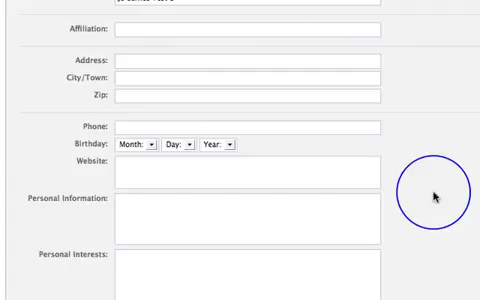 Affiliation:
Address:
City/Town:
Zip:
Phone:
Birthday: Month: Day: Year:
Website:
Personal Information:
Personal Interests: